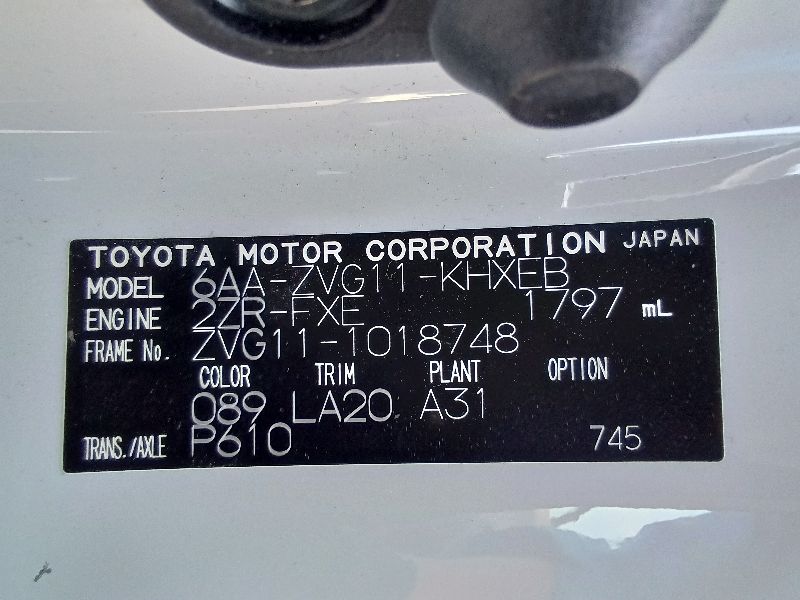 TOYOTA MOTOR CORPORATION JAPAN
MODEL 6AA-ZVG11-KHXEB
ENGINE 2ZR-FXE 1797 mL
FRAME No. ZVG11-1018748
COLOR TRIM PLANT OPTION
089 LA20 A31
TRANS./AXLE P610 745